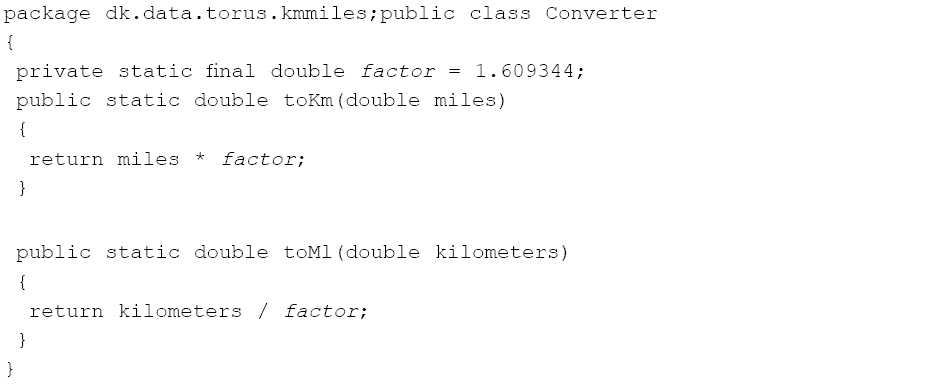 package dk.data.torus.kmmiles;public class Converter
{
private static final double factor = 1.609344;
public static double toKm(double miles)
{
return miles * factor;
}
public static double toMl(double kilometers)
{
return kilometers / factor;
}
}